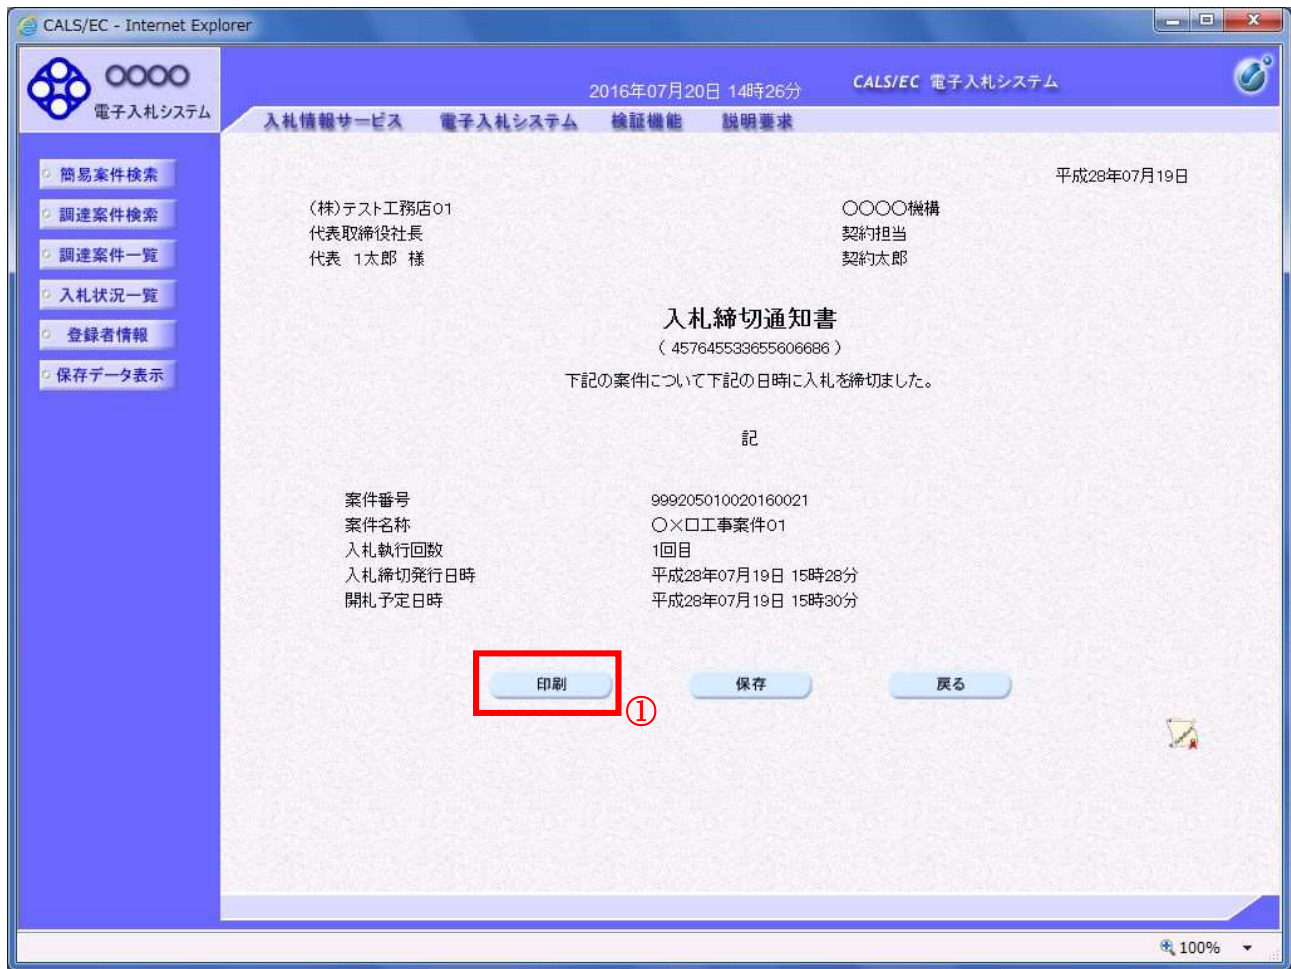 CALS/EC - Internet Explorer
〇〇〇〇
電子入札システム
2016年07月20日 14時26分
CALS/EC 電子入札システム
入札情報サービス 電子入札システム 検証機能 説明要求
簡易案件検索
調達案件検索
調達案件一覧
入札状況一覧
登録者情報
保存データ表示
平成28年07月19日
(株)テスト工務店01
代表取締役社長
代表 1太郎 様
〇〇〇〇機構
契約担当
契約太郎
入札締切通知書
( 457645533655606686 )
下記の案件について下記の日時に入札を締切ました。
記
案件番号 999205010020160021
案件名称 〇×口工事案件01
入札執行回数 1回目
入札締切発行日時 平成28年07月19日 15時28分
開札予定日時 平成28年07月19日 15時30分
印刷 保存 戻る
①
100%